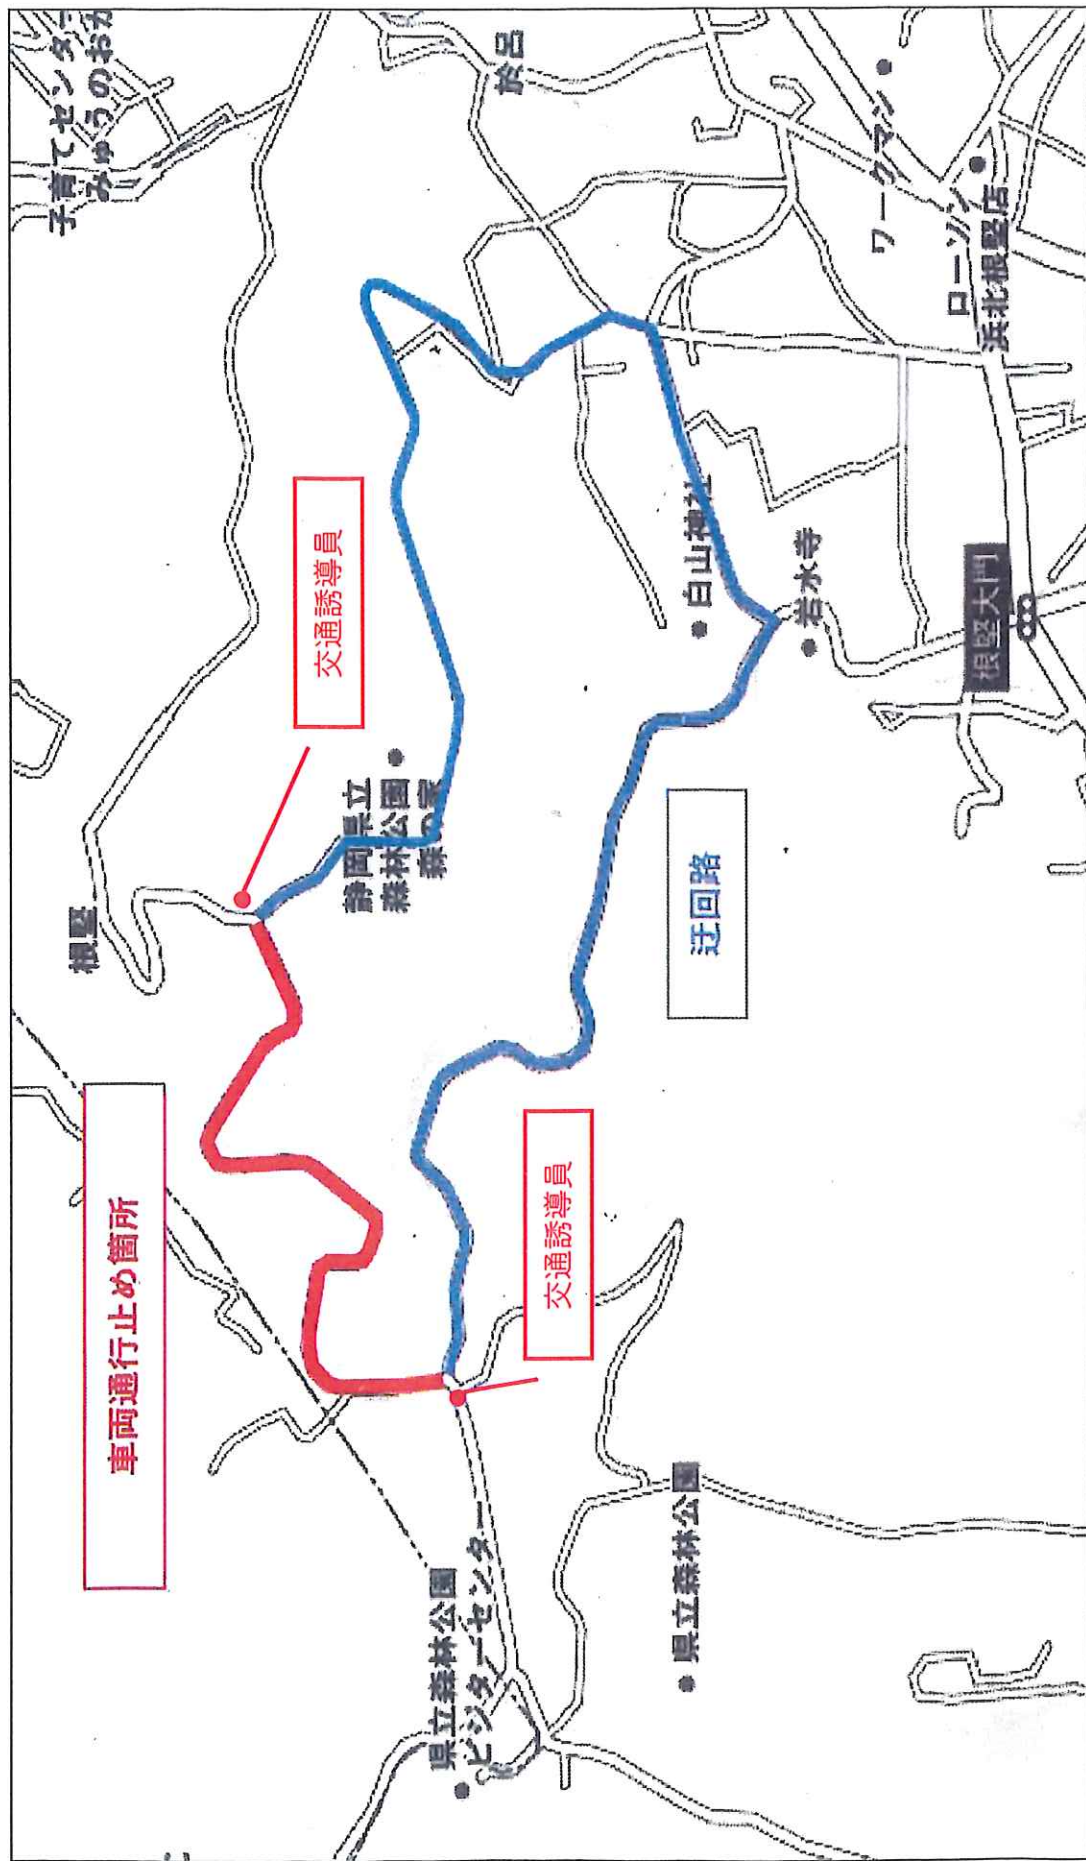 車両通行止め箇所
根堅
交通誘導員
子育てセンター
みゅうのおか
於呂
静岡県立
森林公園
森の家
県立森林公園
ビジターセンター
交通誘導員
迂回路
白山神社
岩水寺
県立森林公園
根堅大門
ワークマン
ローソン
浜北根堅店